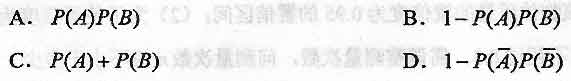 A. P(A)P(B) B. 1−P(A)P(B)
C. P(A)+P(B) D. 1−P(A̅)P(B̅)